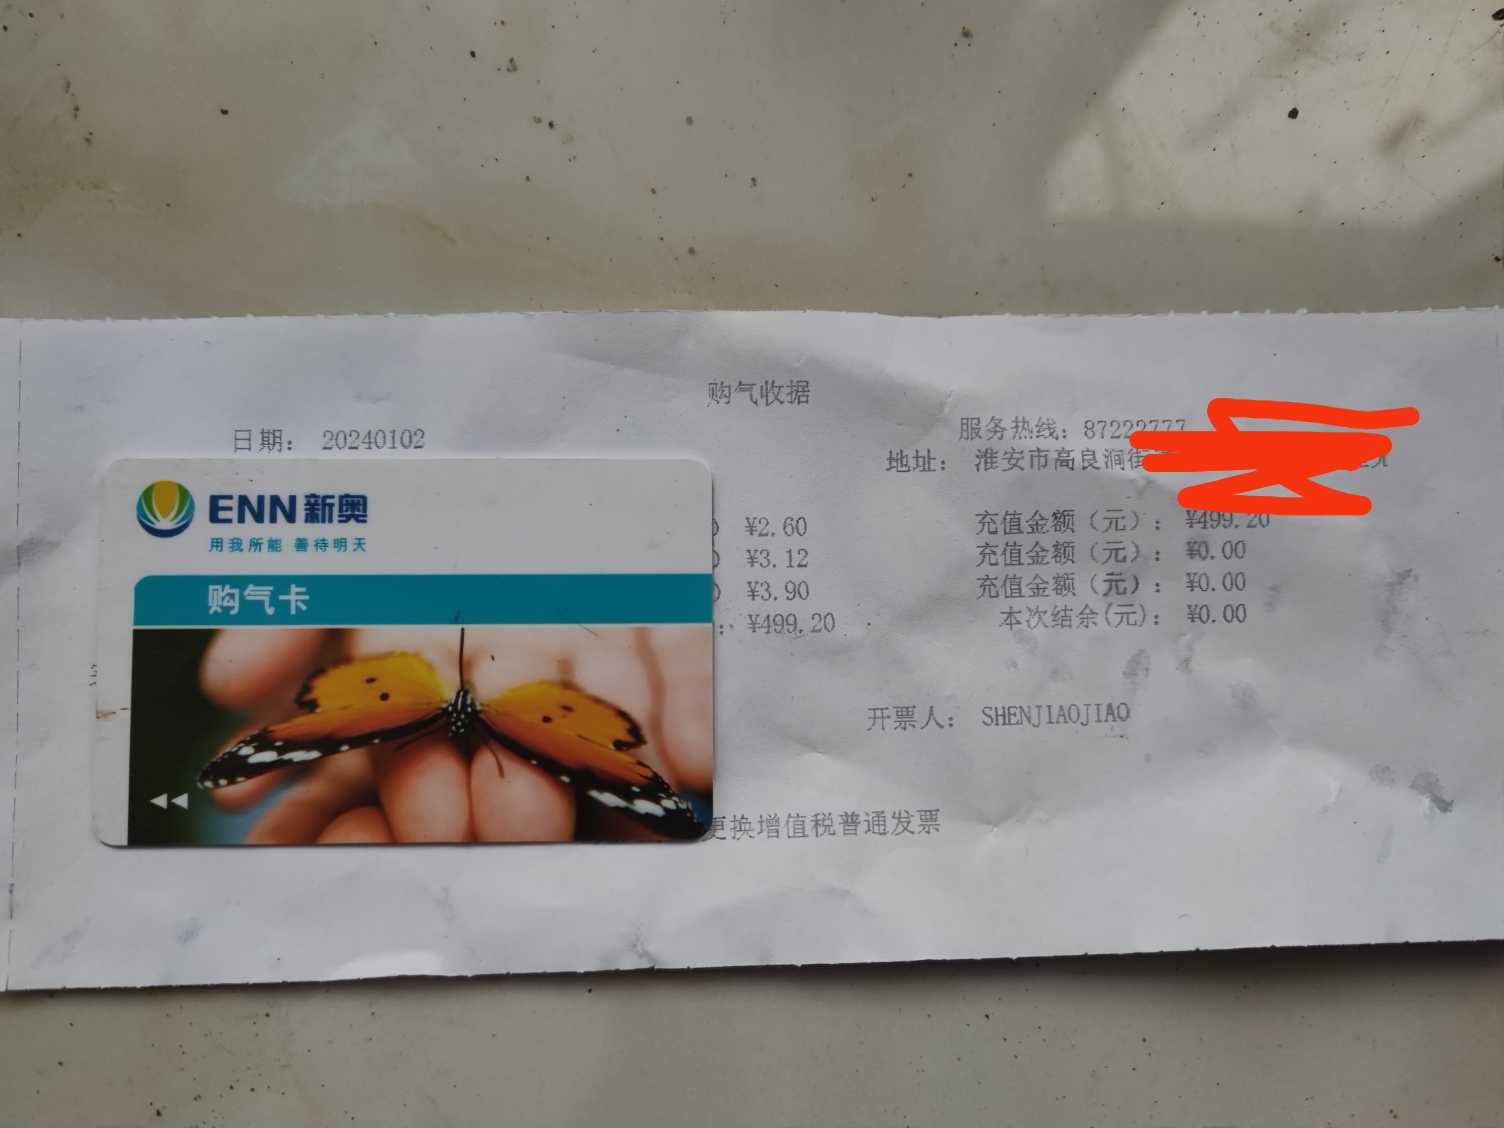 购气收据
日期： 20240102
服务热线：87222777
地址： 淮安市高良涧街
ENN新奥
用我所能 善待明天
购气卡
¥2.60 充值金额（元）：¥499.20
¥3.12 充值金额（元）：¥0.00
¥3.90 充值金额（元）：¥0.00
：¥499.20 本次结余(元)：¥0.00
开票人： SHENJIAOJIAO
更换增值税普通发票